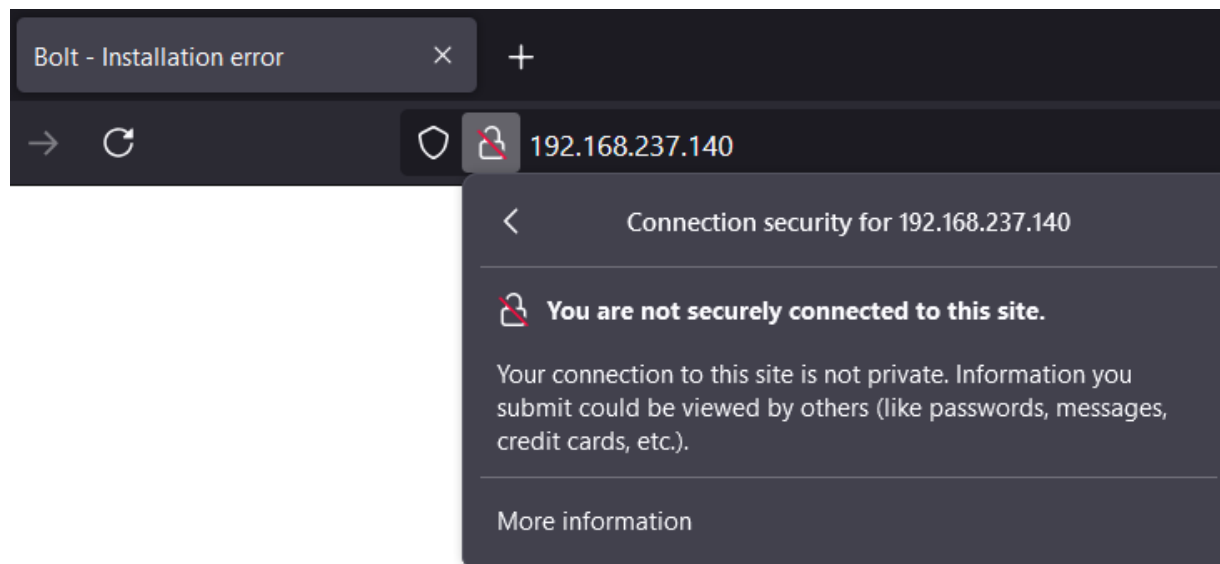 Bolt - Installation error
192.168.237.140
Connection security for 192.168.237.140
You are not securely connected to this site.
Your connection to this site is not private. Information you
submit could be viewed by others (like passwords, messages,
credit cards, etc.).
More information